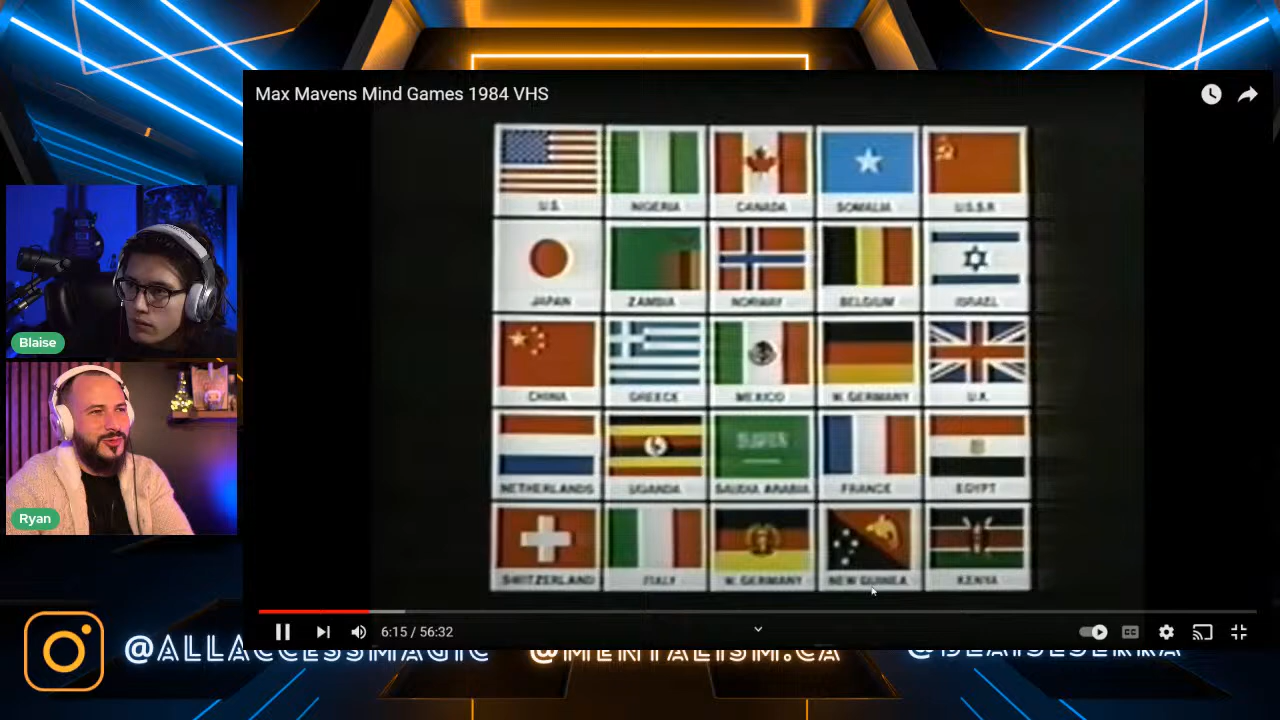 Max Mavens Mind Games 1984 VHS
U.S. NIGERIA CANADA SOMALIA U.S.S.R
JAPAN ZAMBIA NORWAY BELGIUM ISRAEL
CHINA GREECE MEXICO W. GERMANY U.K.
NETHERLANDS UGANDA SAUDIA ARABIA FRANCE EGYPT
SWITZERLAND ITALY GERMANY NEW GUINEA KENYA
Blaise
Ryan
6:15 / 56:32
CC
@ALLACCESSMAGIC @MENTALISM.CA